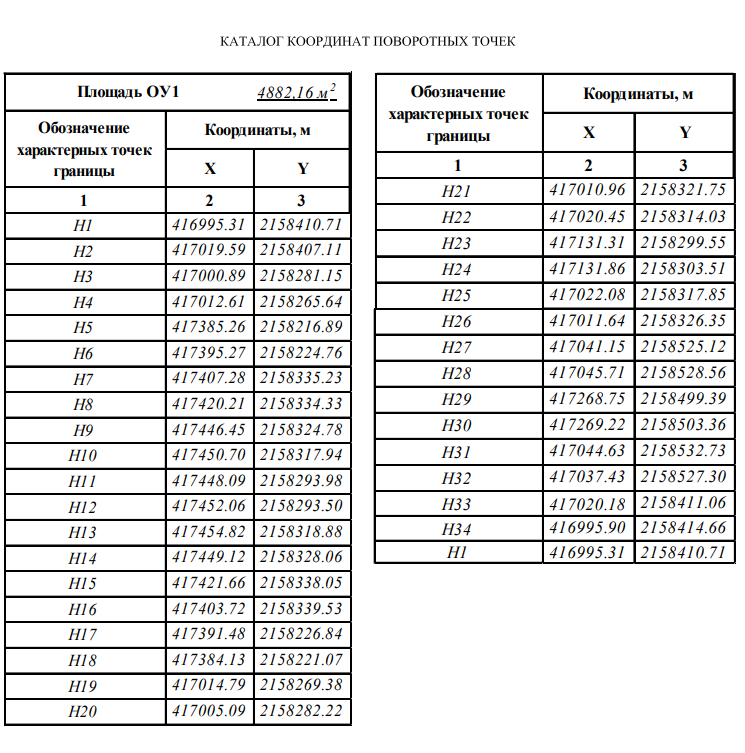 КАТАЛОГ КООРДИНАТ ПОВОРОТНЫХ ТОЧЕК
Площадь ОУ1 4882,16 м²
Обозначение характерных точек границы Координаты, м
X Y
1 2 3
Н1 416995.31 2158410.71
Н2 417019.59 2158407.11
Н3 417000.89 2158281.15
Н4 417012.61 2158265.64
Н5 417385.26 2158216.89
Н6 417395.27 2158224.76
Н7 417407.28 2158335.23
Н8 417420.21 2158334.33
Н9 417446.45 2158324.78
Н10 417450.70 2158317.94
Н11 417448.09 2158293.98
Н12 417452.06 2158293.50
Н13 417454.82 2158318.88
Н14 417449.12 2158328.06
Н15 417421.66 2158338.05
Н16 417403.72 2158339.53
Н17 417391.48 2158226.84
Н18 417384.13 2158221.07
Н19 417014.79 2158269.38
Н20 417005.09 2158282.22
Обозначение характерных точек границы Координаты, м
X Y
1 2 3
Н21 417010.96 2158321.75
Н22 417020.45 2158314.03
Н23 417131.31 2158299.55
Н24 417131.86 2158303.51
Н25 417022.08 2158317.85
Н26 417011.64 2158326.35
Н27 417041.15 2158525.12
Н28 417045.71 2158528.56
Н29 417268.75 2158499.39
Н30 417269.22 2158503.36
Н31 417044.63 2158532.73
Н32 417037.43 2158527.30
Н33 417020.18 2158411.06
Н34 416995.90 2158414.66
Н1 416995.31 2158410.71